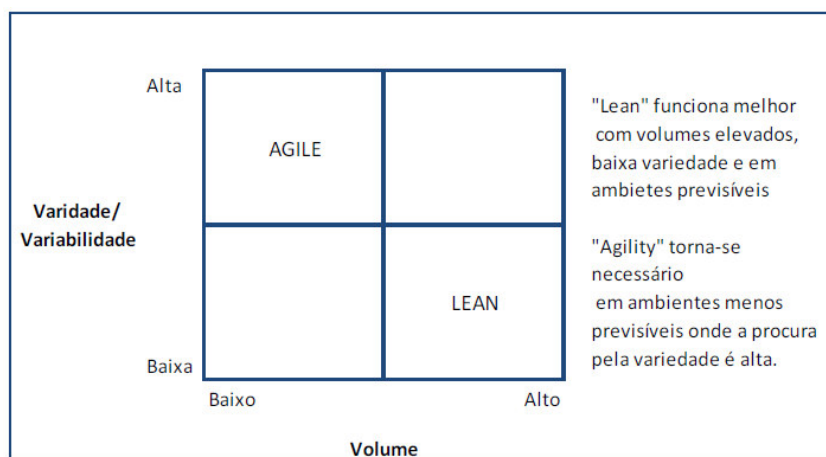 Alta
AGILE
Varidade/
Variabilidade
LEAN
Baixa
Baixo
Alto
Volume
"Lean" funciona melhor
com volumes elevados,
baixa variedade e em
ambietes previsíveis
"Agility" torna-se
necessário
em ambientes menos
previsíveis onde a procura
pela variedade é alta.